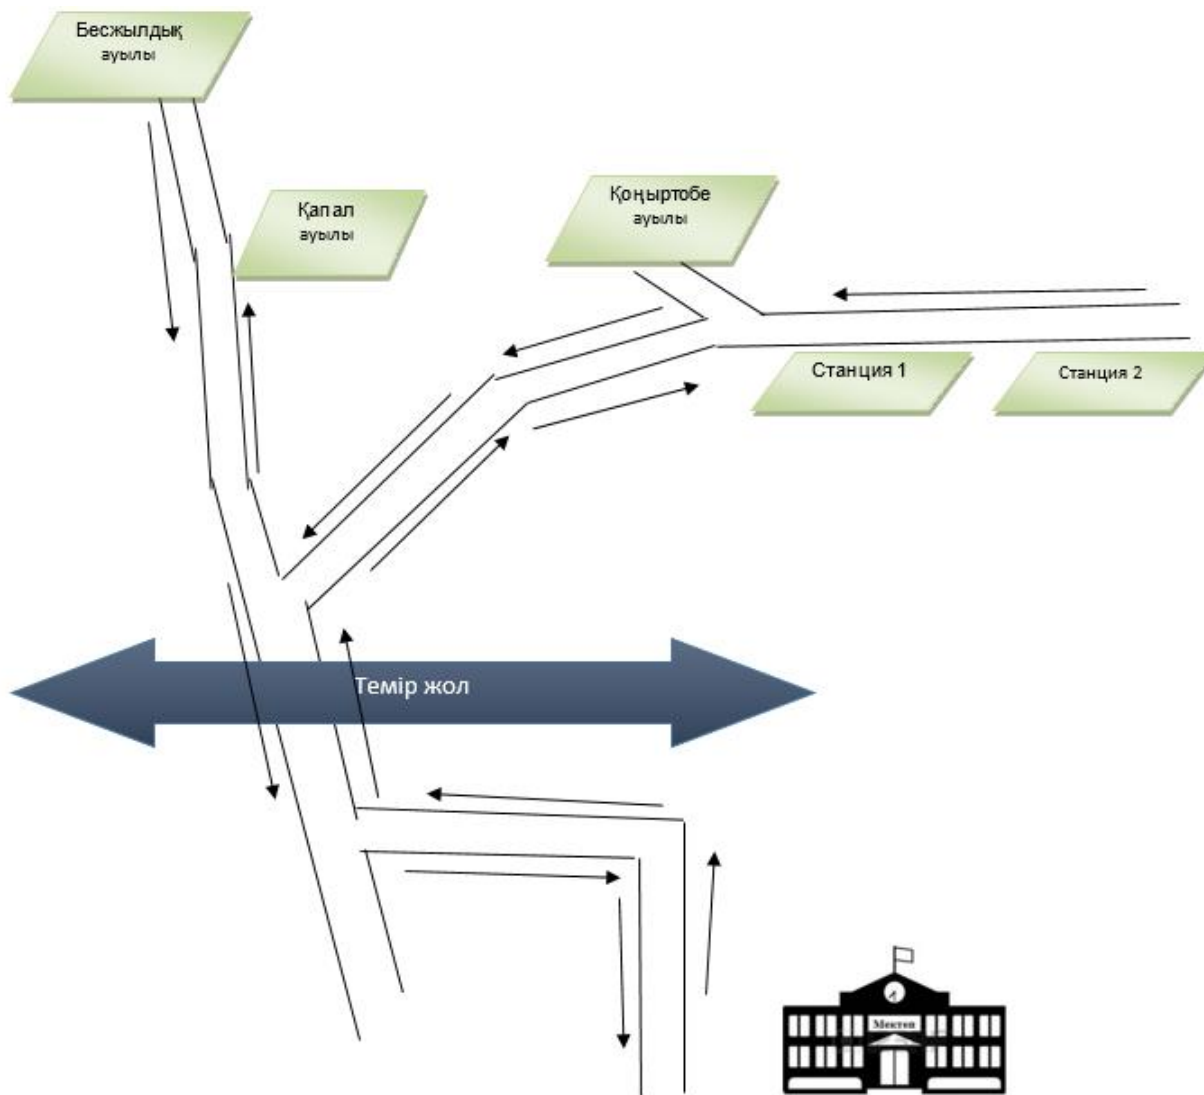 Бесжылдық
ауылы
Қапал
ауылы
Қоңыртобе
ауылы
Станция 1
Станция 2
Темір жол
Мектеп